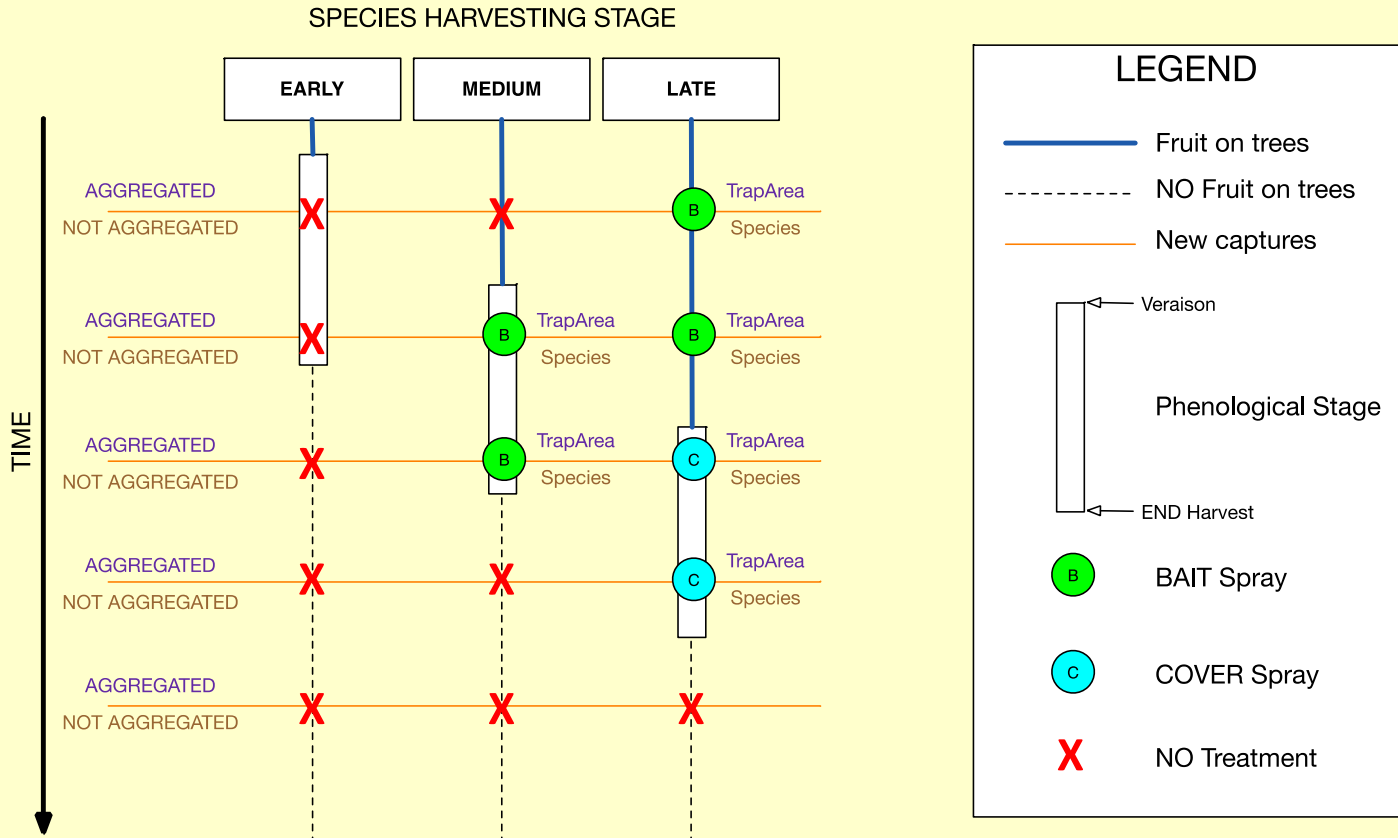 SPECIES HARVESTING STAGE
EARLY
MEDIUM
LATE
TIME
AGGREGATED
NOT AGGREGATED
X
X
B
TrapArea
Species
AGGREGATED
NOT AGGREGATED
X
B
TrapArea
Species
B
TrapArea
Species
AGGREGATED
NOT AGGREGATED
X
B
TrapArea
Species
C
TrapArea
Species
AGGREGATED
NOT AGGREGATED
X
X
C
TrapArea
Species
AGGREGATED
NOT AGGREGATED
X
X
X
LEGEND
Fruit on trees
NO Fruit on trees
New captures
Veraison
Phenological Stage
END Harvest
B
BAIT Spray
C
COVER Spray
X
NO Treatment